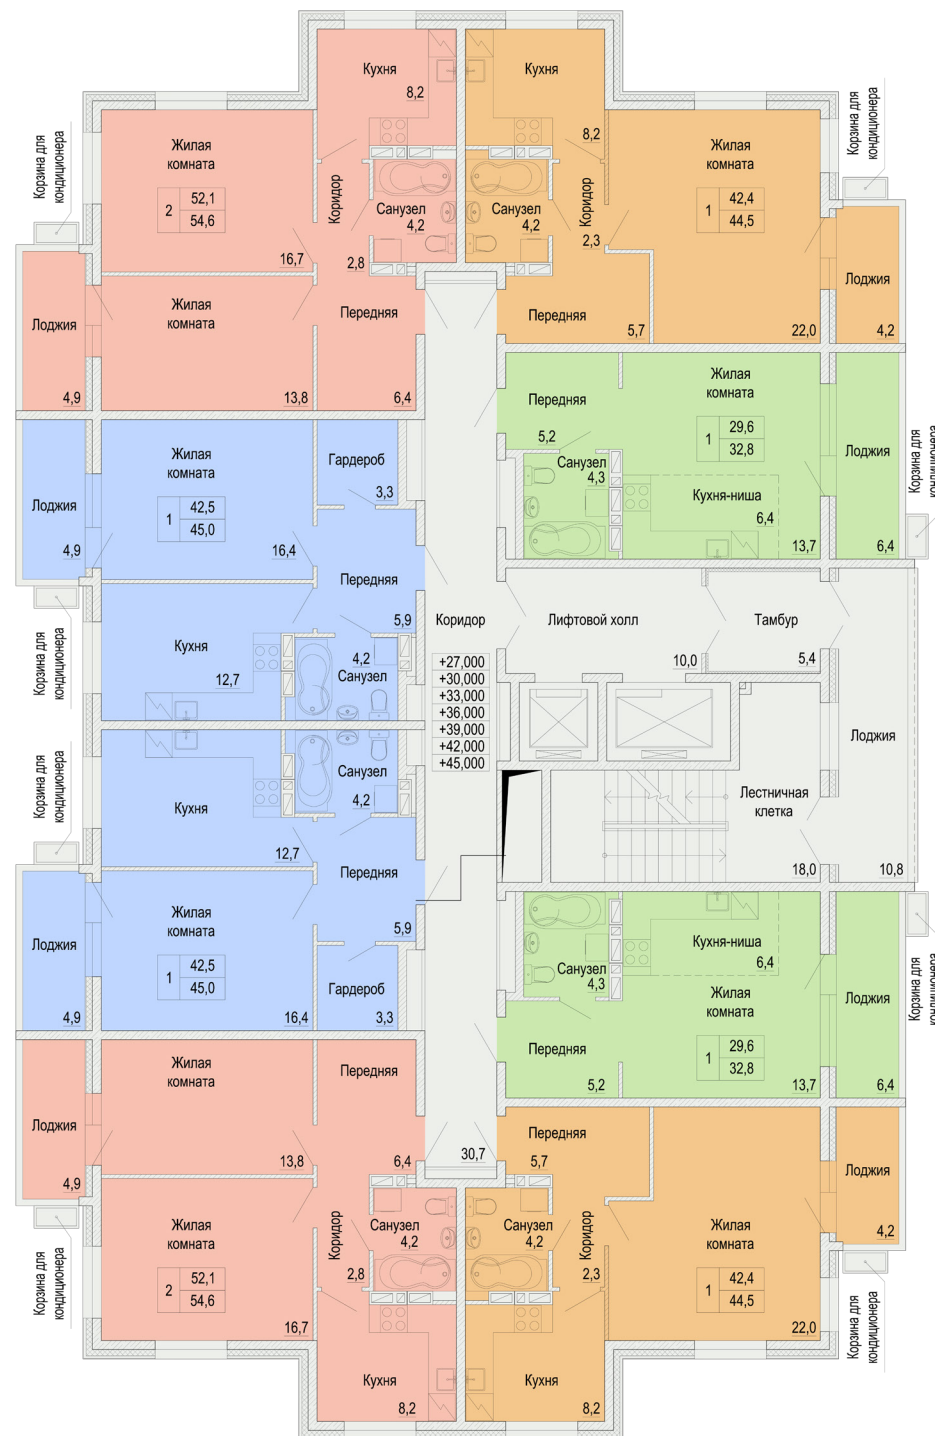 Кухня
8,2
Корзина для
кондиционера
Жилая
комната
2
52,1
54,6
16,7
Коридор
2,8
Санузел
4,2
Лоджия
4,9
Жилая
комната
13,8
Передняя
6,4
Кухня
8,2
Санузел
4,2
Коридор
2,3
Жилая
комната
1
42,4
44,5
22,0
Передняя
5,7
Корзина для
кондиционера
Лоджия
4,2
Лоджия
4,9
Жилая
комната
1
42,5
45,0
16,4
Гардероб
3,3
Передняя
5,9
Корзина для
кондиционера
Кухня
12,7
4,2
Санузел
Передняя
5,2
Жилая
комната
1
29,6
32,8
Санузел
4,3
Кухня-ниша
6,4
13,7
Лоджия
6,4
Корзина для
кондиционера
Коридор
+27,000
+30,000
+33,000
+36,000
+39,000
+42,000
+45,000
Лифтовой холл
10,0
Тамбур
5,4
Лоджия
10,8
Лестничная
клетка
18,0
Корзина для
кондиционера
Кухня
12,7
Санузел
4,2
Передняя
5,9
Лоджия
4,9
Жилая
комната
1
42,5
45,0
16,4
Гардероб
3,3
Санузел
4,3
Кухня-ниша
6,4
Жилая
комната
1
29,6
32,8
13,7
Передняя
5,2
Лоджия
6,4
Корзина для
кондиционера
Лоджия
4,9
Жилая
комната
13,8
Передняя
6,4
30,7
Корзина для
кондиционера
Жилая
комната
2
52,1
54,6
16,7
Коридор
2,8
Санузел
4,2
Кухня
8,2
Передняя
5,7
Санузел
4,2
Коридор
2,3
Жилая
комната
1
42,4
44,5
22,0
Кухня
8,2
Лоджия
4,2
Корзина для
кондиционера